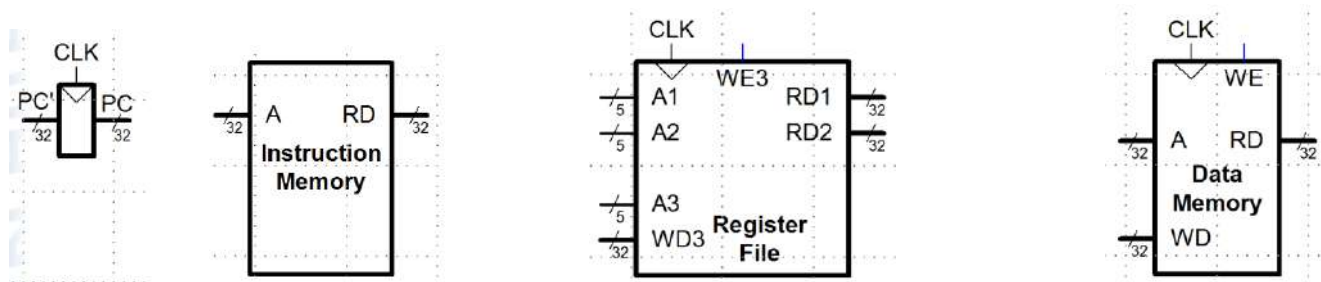 CLK
PC' PC
32 32
A RD
32 32
Instruction
Memory
CLK
WE3
A1 RD1
5 32
A2 RD2
5 32
A3
5
WD3
32
Register
File
CLK
WE
A RD
32 32
Data
Memory
WD
32